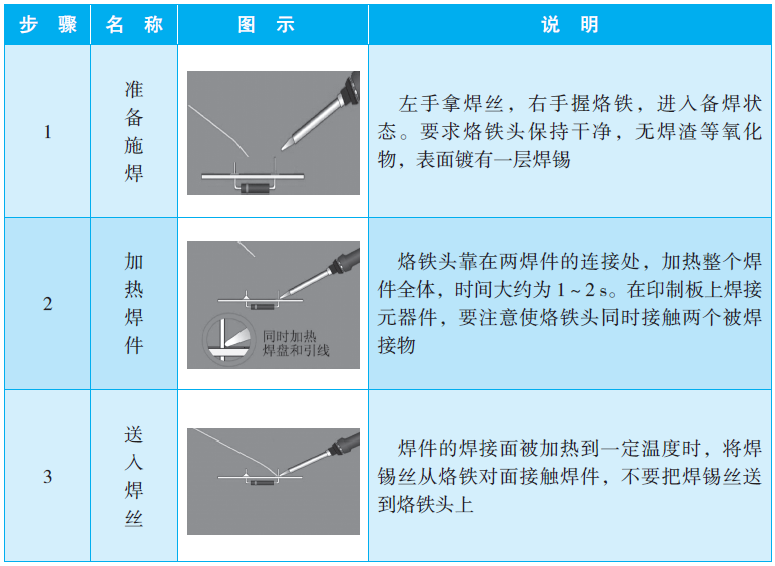 步 骤 名 称 图 示 说 明
1
准
备
施
焊
左手拿焊丝，右手握烙铁，进入备焊状
态。要求烙铁头保持干净，无焊渣等氧化
物，表面镀有一层焊锡
2
加
热
焊
件
同时加热
焊盘和引线
烙铁头靠在两焊件的连接处，加热整个焊
件全体，时间大约为 1 ~ 2 s。在印制板上焊接
元器件，要注意使烙铁头同时接触两个被焊
接物
3
送
入
焊
丝
焊件的焊接面被加热到一定温度时，将焊
锡丝从烙铁对面接触焊件，不要把焊锡丝送
到烙铁头上